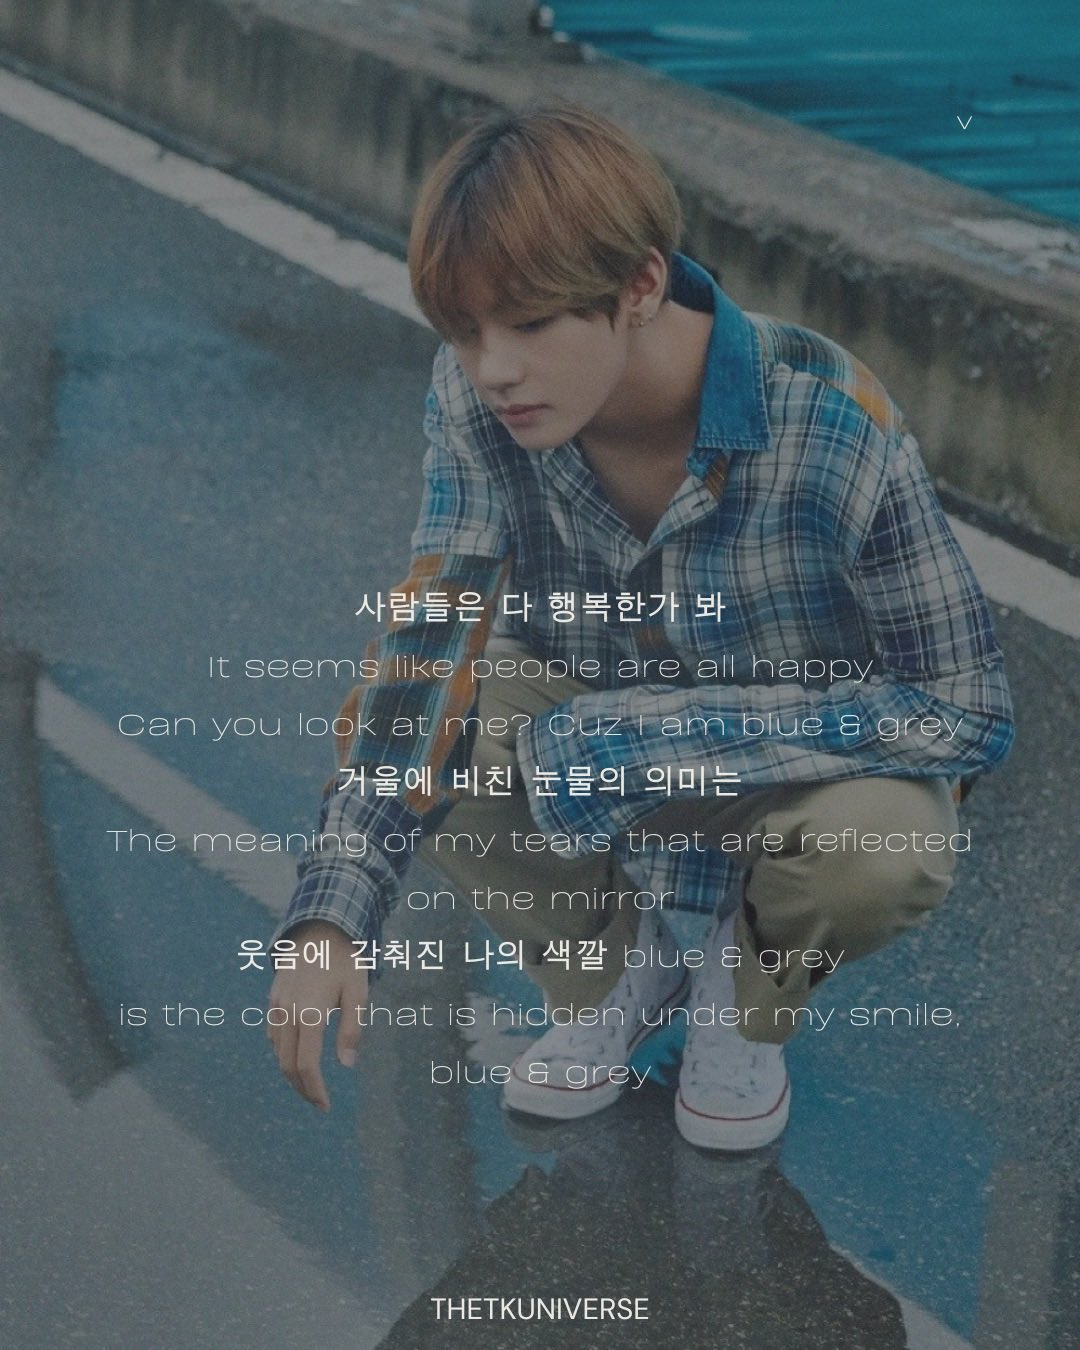 V
사람들은 다 행복한가 봐
It seems like people are all happy
Can you look at me? Cuz I am blue & grey
거울에 비친 눈물의 의미는
The meaning of my tears that are reflected
on the mirror
웃음에 감춰진 나의 색깔 blue & grey
is the color that is hidden under my smile,
blue & grey
THETKUNIVERSE